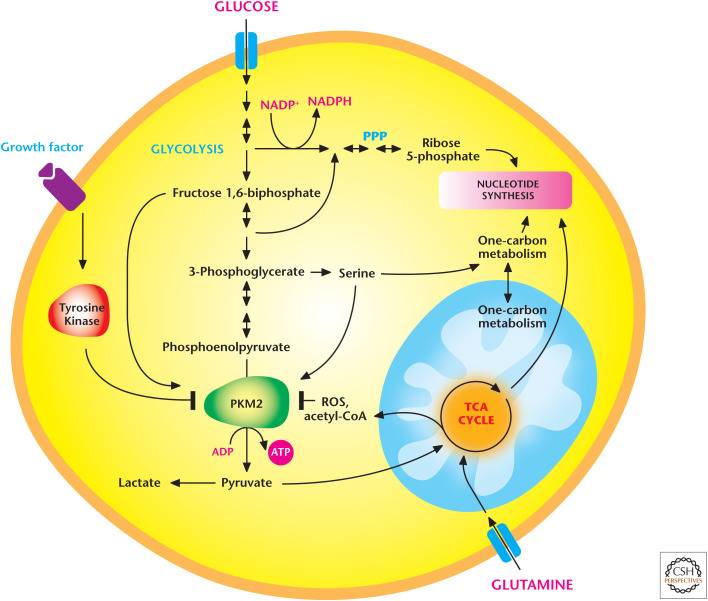 GLUCOSE
NADP+ NADPH
Growth factor
GLYCOLYSIS
PPP
Ribose
5-phosphate
Fructose 1,6-biphosphate
NUCLEOTIDE
SYNTHESIS
One-carbon
metabolism
3-Phosphoglycerate
Serine
Tyrosine
Kinase
One-carbon
metabolism
Phosphoenolpyruvate
PKM2
ROS,
acetyl-CoA
TCA
CYCLE
ADP
ATP
Lactate
Pyruvate
GLUTAMINE
CSH
PERSPECTIVES